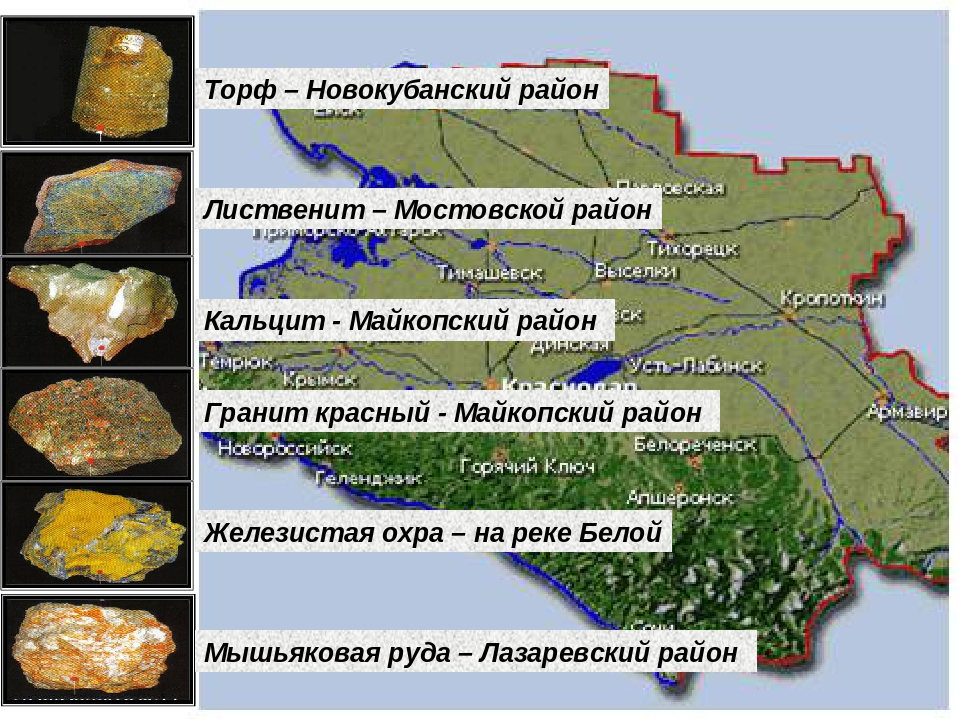 Торф – Новокубанский район
Ейск
Павловская
Лиственит – Мостовской район
Приморско-Ахтарск
Тихорецк
Тимашевск
Выселки
Кропоткин
Кальцит - Майкопский район
Динская
Темрюк
Усть-Лабинск
Крымск
Краснодар
Гранит красный - Майкопский район
Армавир
Новороссийск
Белореченск
Горячий Ключ
Геленджик
Апшеронск
Железистая охра – на реке Белой
Сочи
Мышьяковая руда – Лазаревский район